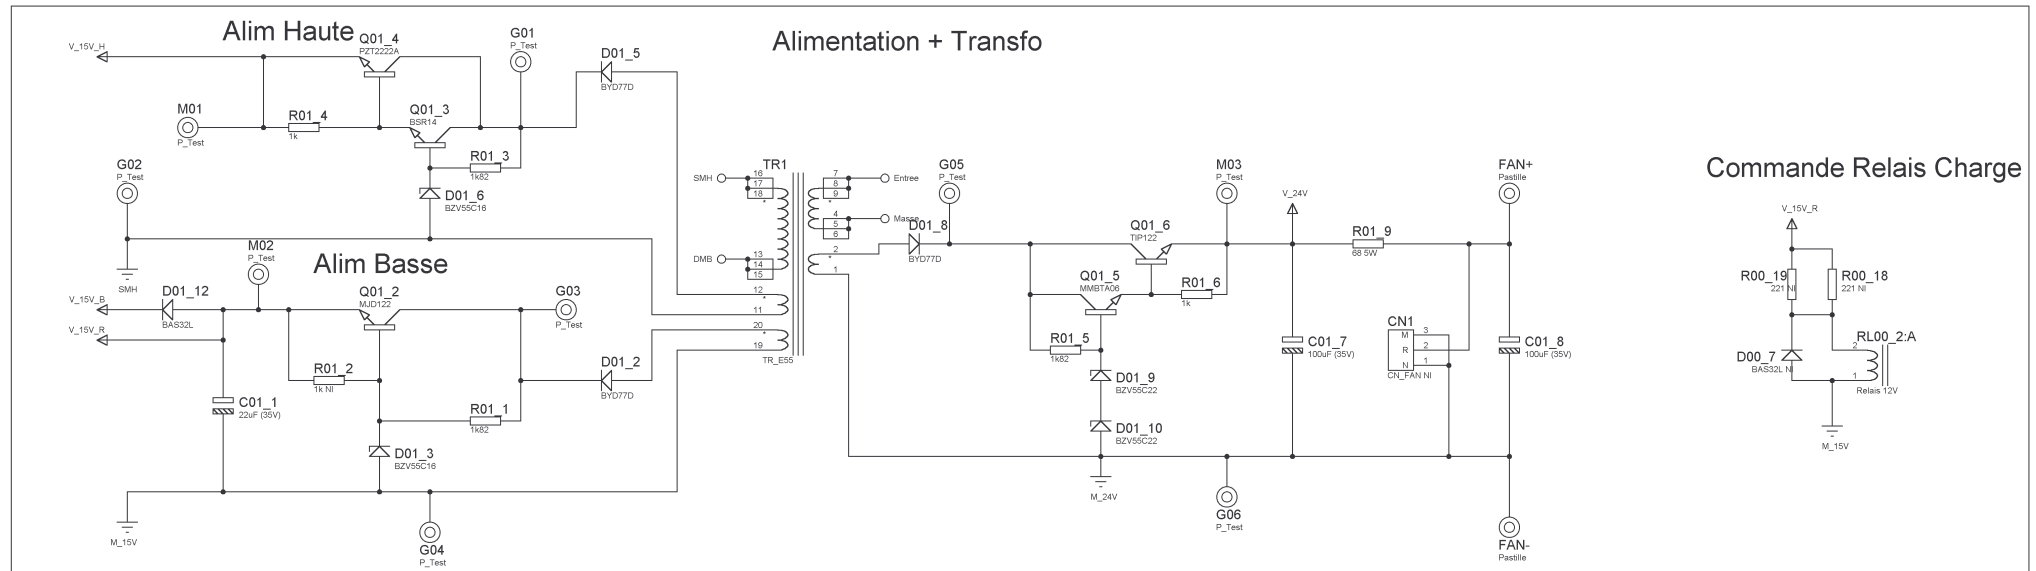 Alim Haute
Alimentation + Transfo
Commande Relais Charge
Alim Basse
V_15V_H
Q01_4
PZT2222A
G01
P_Test
D01_5
BYD77D
M01
P_Test
R01_4
1k
Q01_3
BSR14
R01_3
1k82
G02
P_Test
D01_6
BZV55C16
SMH
M02
P_Test
V_15V_B
D01_12
BAS32L
V_15V_R
Q01_2
MJD122
G03
P_Test
R01_2
1k NI
D01_2
BYD77D
C01_1
22uF (35V)
R01_1
1k82
D01_3
BZV55C16
M_15V
G04
P_Test
TR1
SMH
16
17
18
*
DMB
13
14
15
12
*
11
20
*
19
TR_E55
7
8
9
*
Entree
4
5
6
Masse
2
*
1
D01_8
BYD77D
G05
P_Test
Q01_6
TIP122
M03
P_Test
Q01_5
MMBTA06
R01_6
1k
R01_5
1k82
D01_9
BZV55C22
D01_10
BZV55C22
M_24V
G06
P_Test
V_24V
R01_9
68 5W
C01_7
100uF (35V)
CN1
M
R
N
3
2
1
CN_FAN NI
FAN+
Pastille
C01_8
100uF (35V)
FAN-
Pastille
V_15V_R
R00_19
221 NI
R00_18
221 NI
D00_7
BAS32L NI
RL00_2:A
2
1
Relais 12V
M_15V